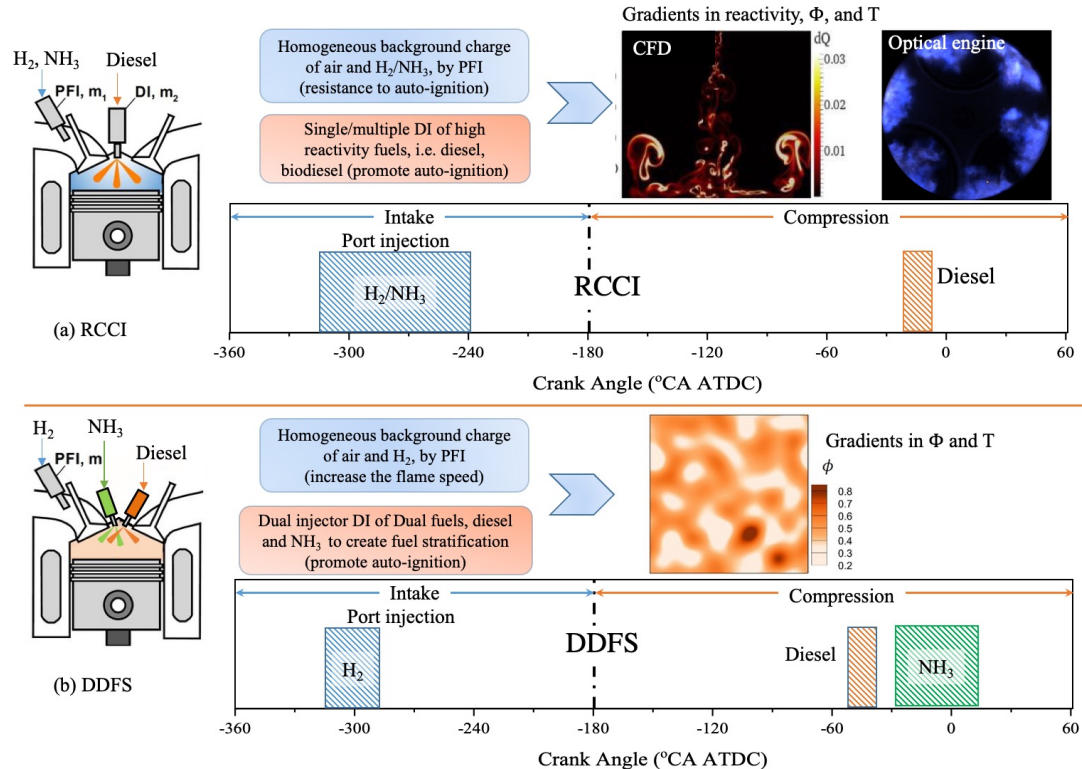 Gradients in reactivity, Φ, and T
H₂, NH₃
Diesel
PFI, m₁
DI, m₂
Homogeneous background charge
of air and H₂/NH₃, by PFI
(resistance to auto-ignition)
Single/multiple DI of high
reactivity fuels, i.e. diesel,
biodiesel (promote auto-ignition)
CFD
dQ
0.03
0.02
0.01
Optical engine
Intake
Compression
Port injection
H₂/NH₃
RCCI
Diesel
(a) RCCI
-360
-300
-240
-180
-120
-60
0
60
Crank Angle (°CA ATDC)
H₂
NH₃
Diesel
PFI, m
Homogeneous background charge
of air and H₂, by PFI
(increase the flame speed)
Dual injector DI of Dual fuels, diesel
and NH₃ to create fuel stratification
(promote auto-ignition)
Gradients in Φ and T
ϕ
0.8
0.7
0.6
0.5
0.4
0.3
0.2
Intake
Compression
Port injection
H₂
DDFS
Diesel
NH₃
(b) DDFS
-360
-300
-240
-180
-120
-60
0
60
Crank Angle (°CA ATDC)